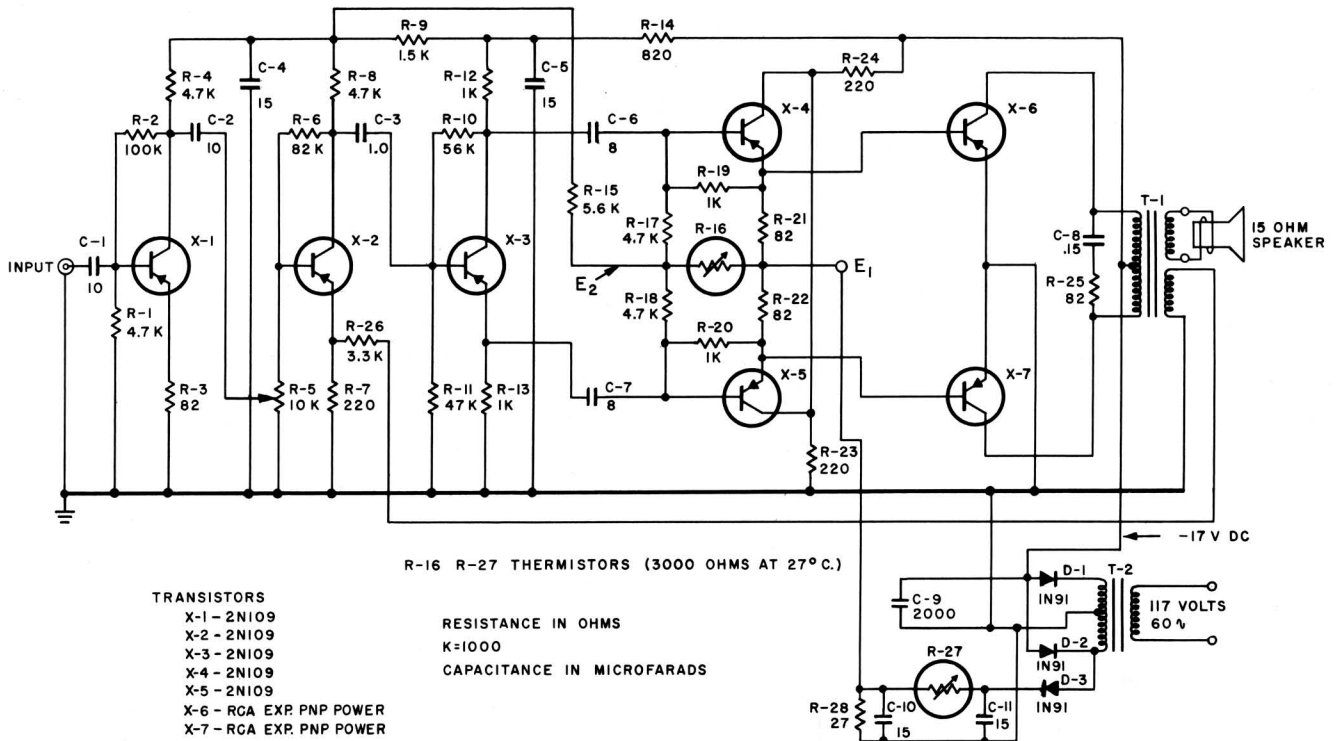 R-9
1.5 K
R-14
820
R-4
4.7 K
C-4
15
R-8
4.7K
R-12
1K
C-5
15
R-24
220
X-4
X-6
R-2
100K
C-2
10
R-6
82 K
C-3
1.0
R-10
56 K
C-6
8
R-15
5.6 K
R-19
1K
R-17
4.7 K
R-16
R-21
82
T-1
C-8
.15
15 OHM
SPEAKER
INPUT
C-1
10
X-1
X-2
X-3
E2
E1
R-25
82
R-1
4.7 K
R-26
3.3 K
R-18
4.7K
R-22
82
R-20
1K
R-3
82
R-5
10 K
R-7
220
R-11
47 K
R-13
1K
C-7
8
X-5
X-7
R-23
220
-17 V DC
R-16 R-27 THERMISTORS (3000 OHMS AT 27°C.)
TRANSISTORS
X-1 - 2N109
X-2 - 2N109
X-3 - 2N109
X-4 - 2N109
X-5 - 2N109
X-6 - RCA EXP. PNP POWER
X-7 - RCA EXP. PNP POWER
RESISTANCE IN OHMS
K=1000
CAPACITANCE IN MICROFARADS
C-9
2000
D-1
1N91
T-2
117 VOLTS
60 ∿
D-2
1N91
R-27
D-3
1N91
R-28
27
C-10
15
C-11
15